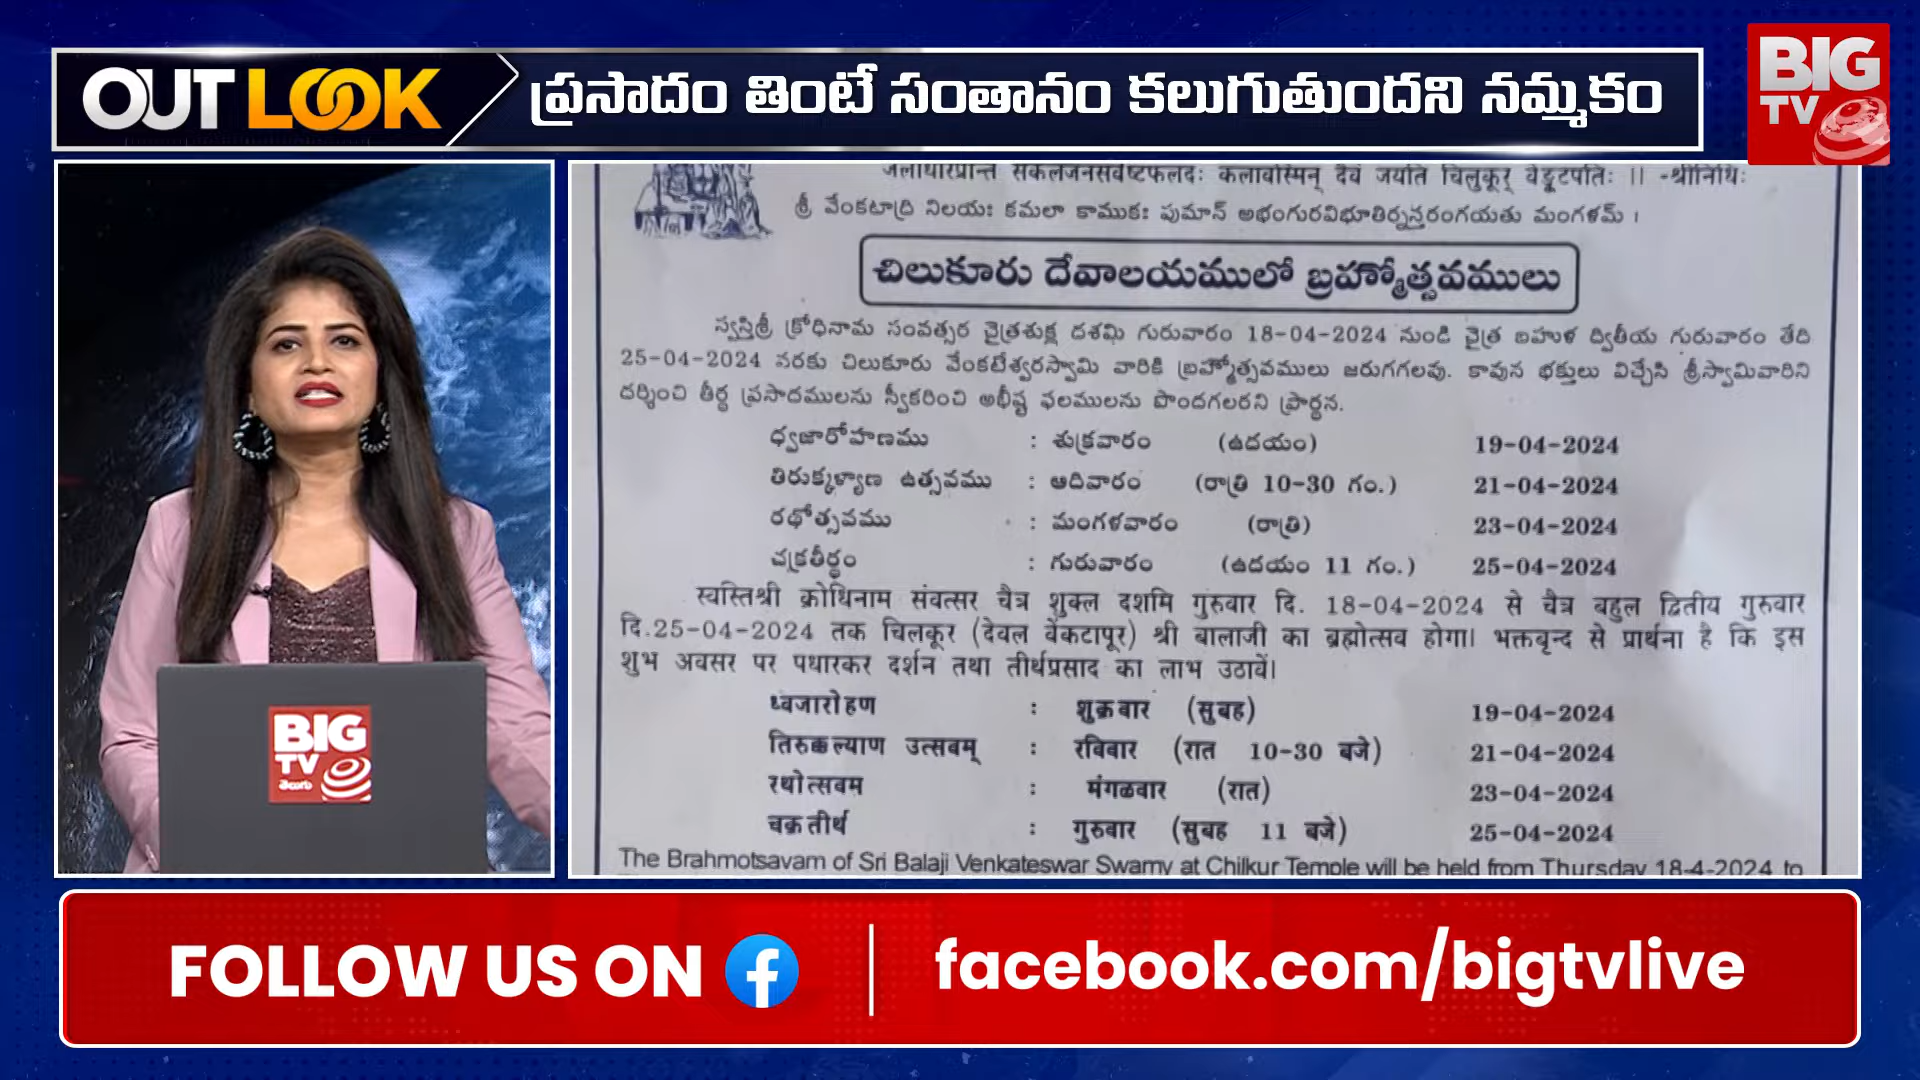 OUT LOOK
ప్రసాదం తింటే సంతానం కలుగుతుందని నమ్మకం
BIG
TV
चिलुकूर् वेङ्कटपतिः ।। -श्रीनिधिः
శ్రీ వేంకటాద్రి నిలయః కమలా కాముకః పుమాన్ మంగళమ్ ।
చిలుకూరు దేవాలయములో బ్రహ్మోత్సవములు
స్వస్తిశ్రీ క్రోధినామ సంవత్సర చైత్రశుక్ల దశమి గురువారం 18-04-2024 నుండి చైత్ర బహుళ ద్వితీయ గురువారం తేది
25-04-2024 వరకు చిలుకూరు వేంకటేశ్వరస్వామి వారికి బ్రహ్మోత్సవములు జరుగగలవు. కావున భక్తులు విచ్చేసి శ్రీస్వామివారిని
దర్శించి తీర్థ ప్రసాదములను స్వీకరించి అభీష్ట ఫలములను పొందగలరని ప్రార్థన.
ధ్వజారోహణము : శుక్రవారం (ఉదయం) 19-04-2024
తిరుక్కళ్యాణ ఉత్సవము : ఆదివారం (రాత్రి 10-30 గం.) 21-04-2024
రథోత్సవము : మంగళవారం (రాత్రి) 23-04-2024
చక్రతీర్థం : గురువారం (ఉదయం 11 గం.) 25-04-2024
स्वस्तिश्री क्रोधिनाम संवत्सर चैत्र शुक्ल दशमि गुरुवार दि. 18-04-2024 से चैत्र बहुल द्वितीय गुरुवार
दि.25-04-2024 तक चिलकूर (देवल वेंकटापूर) श्री बालाजी का ब्रह्मोत्सव होगा। भक्तबृन्द से प्रार्थना है कि इस
शुभ अवसर पर पधारकर दर्शन तथा तीर्थप्रसाद का लाभ उठावें।
ध्वजारोहण : शुक्रवार (सुबह) 19-04-2024
तिरुक्कल्याण उत्सवम् : रविवार (रात 10-30 बजे) 21-04-2024
रथोत्सवम : मंगळवार (रात) 23-04-2024
चक्रतीर्थ : गुरुवार (सुबह 11 बजे) 25-04-2024
The Brahmotsavam of Sri Balaji Venkateswar Swamy at Chilkur Temple will be held from Thursday 18-4-2024 to
BIG
TV
తెలుగు
FOLLOW US ON
facebook.com/bigtvlive